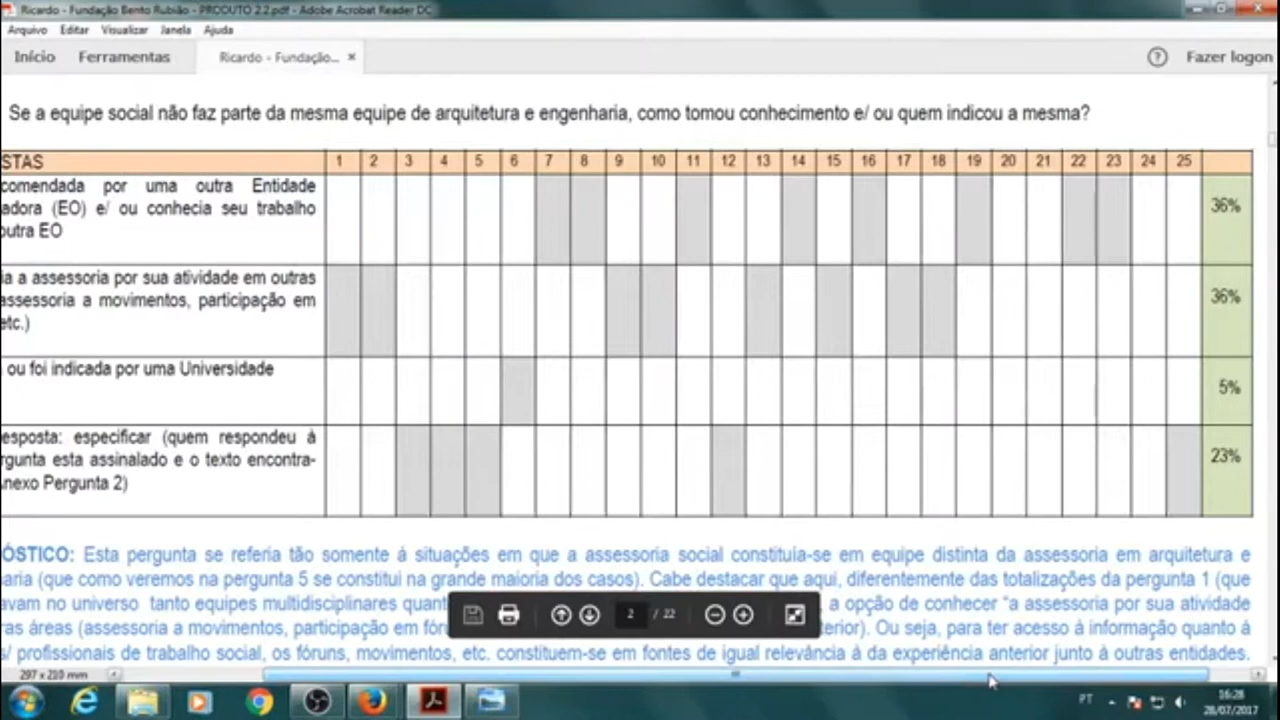 Ricardo - Fundação Bento Rubião - PRODUTO 2.2.pdf - Adobe Acrobat Reader DC
Arquivo Editar Visualizar Janela Ajuda
Início Ferramentas Ricardo - Fundação... × ? Fazer logon
Se a equipe social não faz parte da mesma equipe de arquitetura e engenharia, como tomou conhecimento e/ ou quem indicou a mesma?
STAS 1 2 3 4 5 6 7 8 9 10 11 12 13 14 15 16 17 18 19 20 21 22 23 24 25
comendada por uma outra Entidade
adora (EO) e/ ou conhecia seu trabalho
outra EO
36%
ia a assessoria por sua atividade em outras
assessoria a movimentos, participação em
etc.)
36%
ou foi indicada por uma Universidade
5%
esposta: especificar (quem respondeu à
rgunta esta assinalado e o texto encontra-
Anexo Pergunta 2)
23%
ÓSTICO: Esta pergunta se referia tão somente á situações em que a assessoria social constituía-se em equipe distinta da assessoria em arquitetura e
aria (que como veremos na pergunta 5 se constitui na grande maioria dos casos). Cabe destacar que aqui, diferentemente das totalizações da pergunta 1 (que
avam no universo tanto equipes multidisciplinares quant a opção de conhecer “a assessoria por sua atividade
ras áreas (assessoria a movimentos, participação em fór terior). Ou seja, para ter acesso à informação quanto á
s/ profissionais de trabalho social, os fóruns, movimentos, etc. constituem-se em fontes de igual relevância à da experiência anterior junto à outras entidades.
2 / 22
297 x 210 mm
PT 16:28
28/07/2017